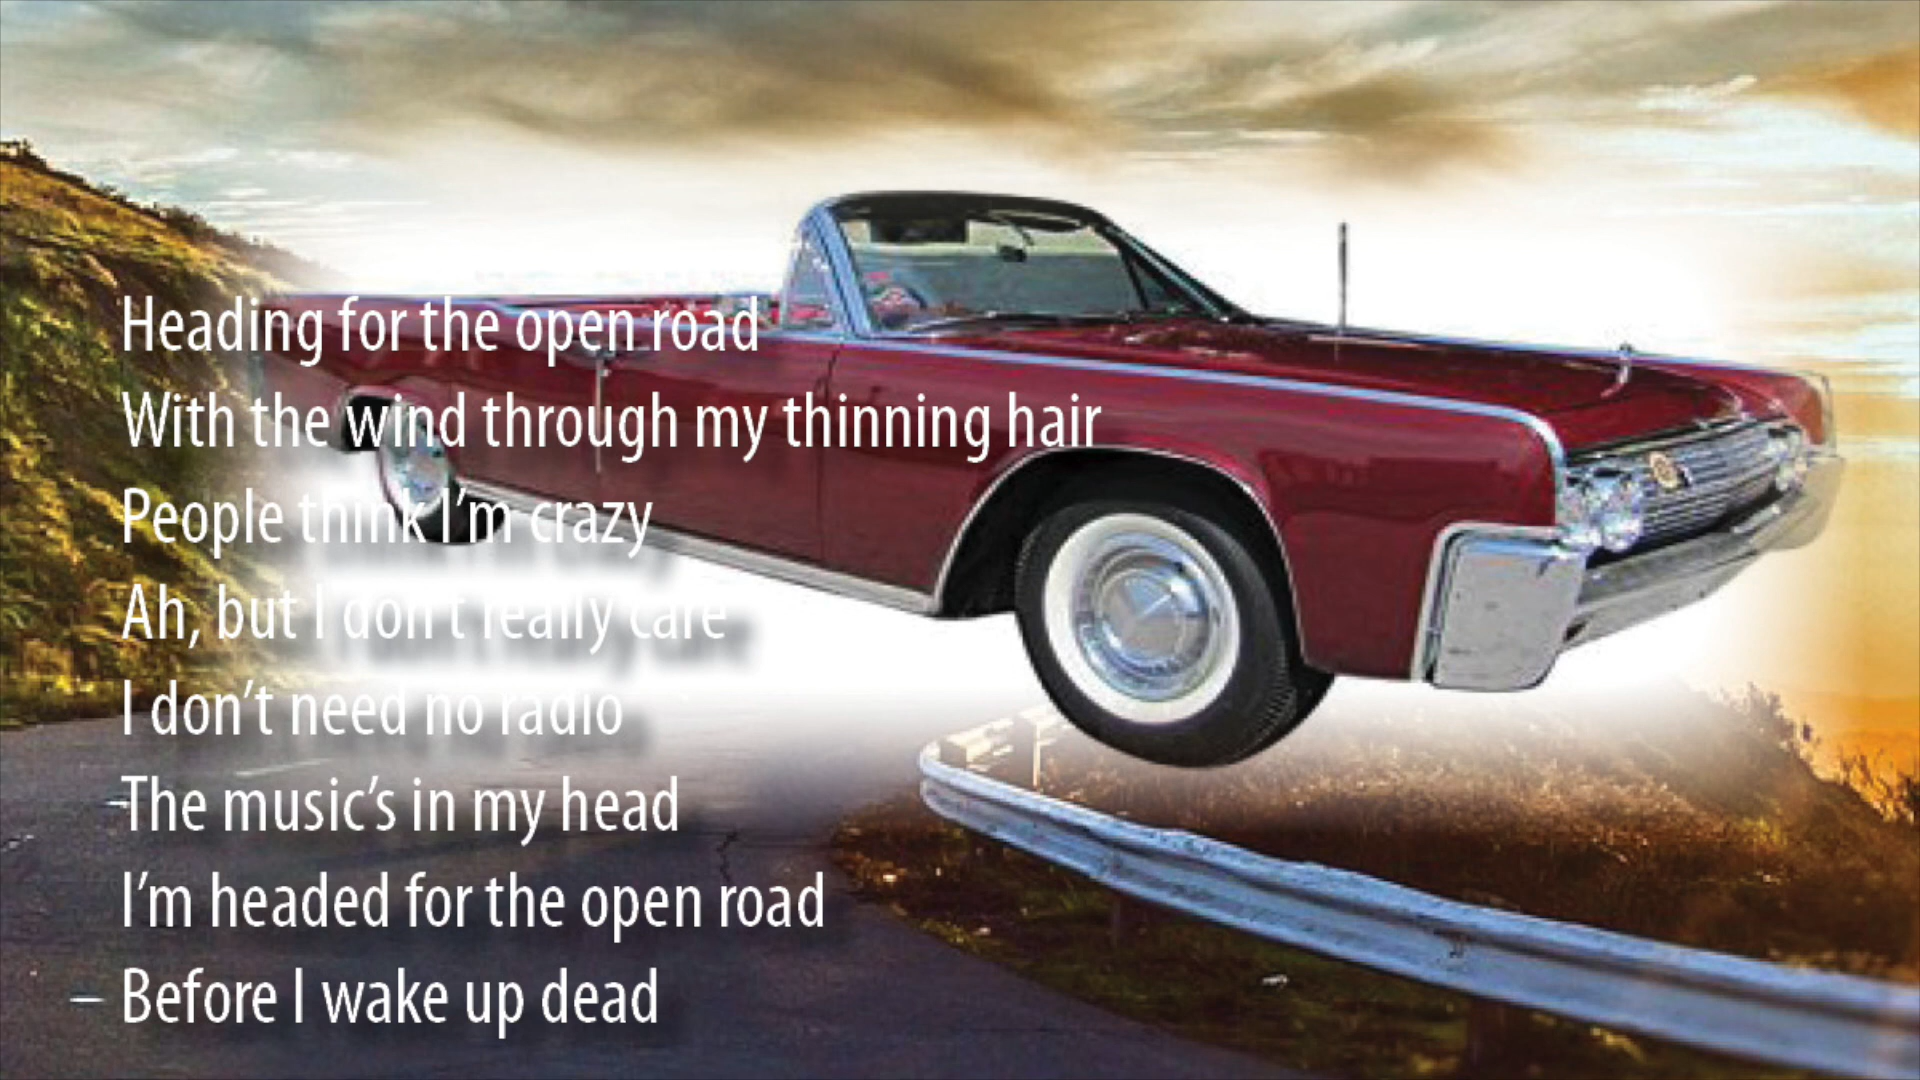 Heading for the open road
With the wind through my thinning hair
People think I’m crazy
Ah, but I don’t really care
I don’t need no radio
The music’s in my head
I’m headed for the open road
Before I wake up dead